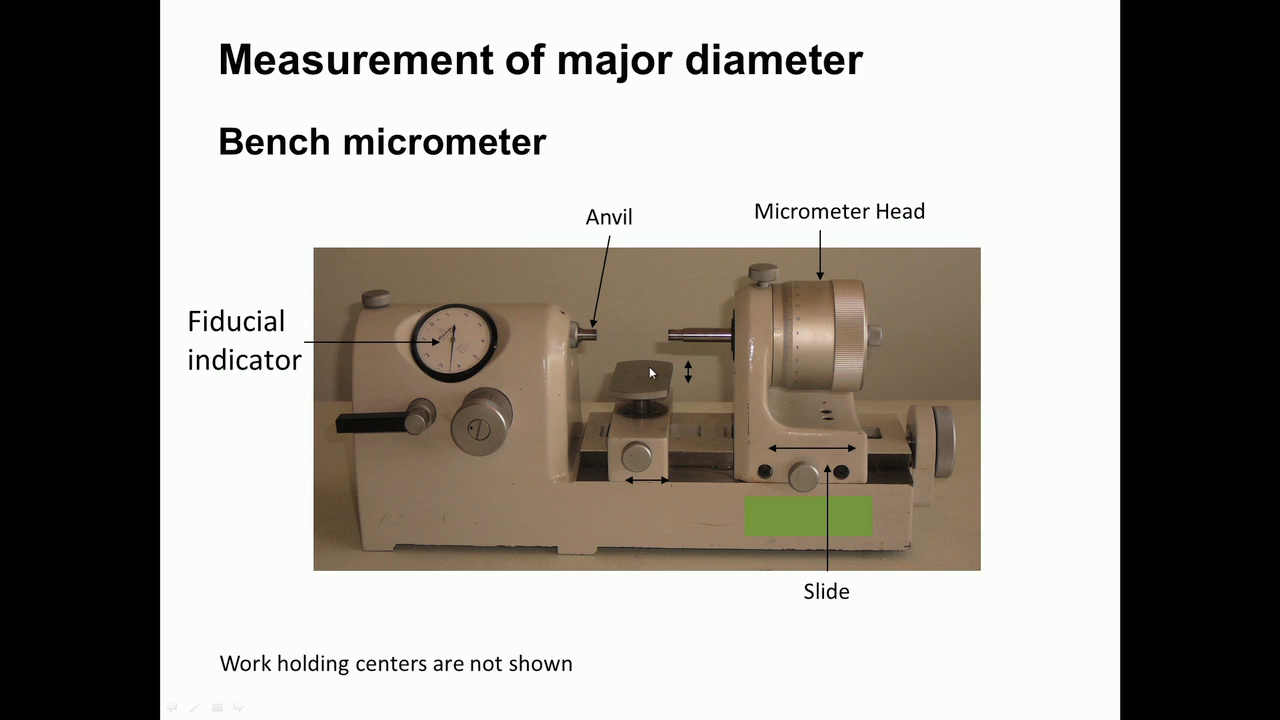 Measurement of major diameter
Bench micrometer
Anvil
Micrometer Head
Fiducial
indicator
Slide
Work holding centers are not shown